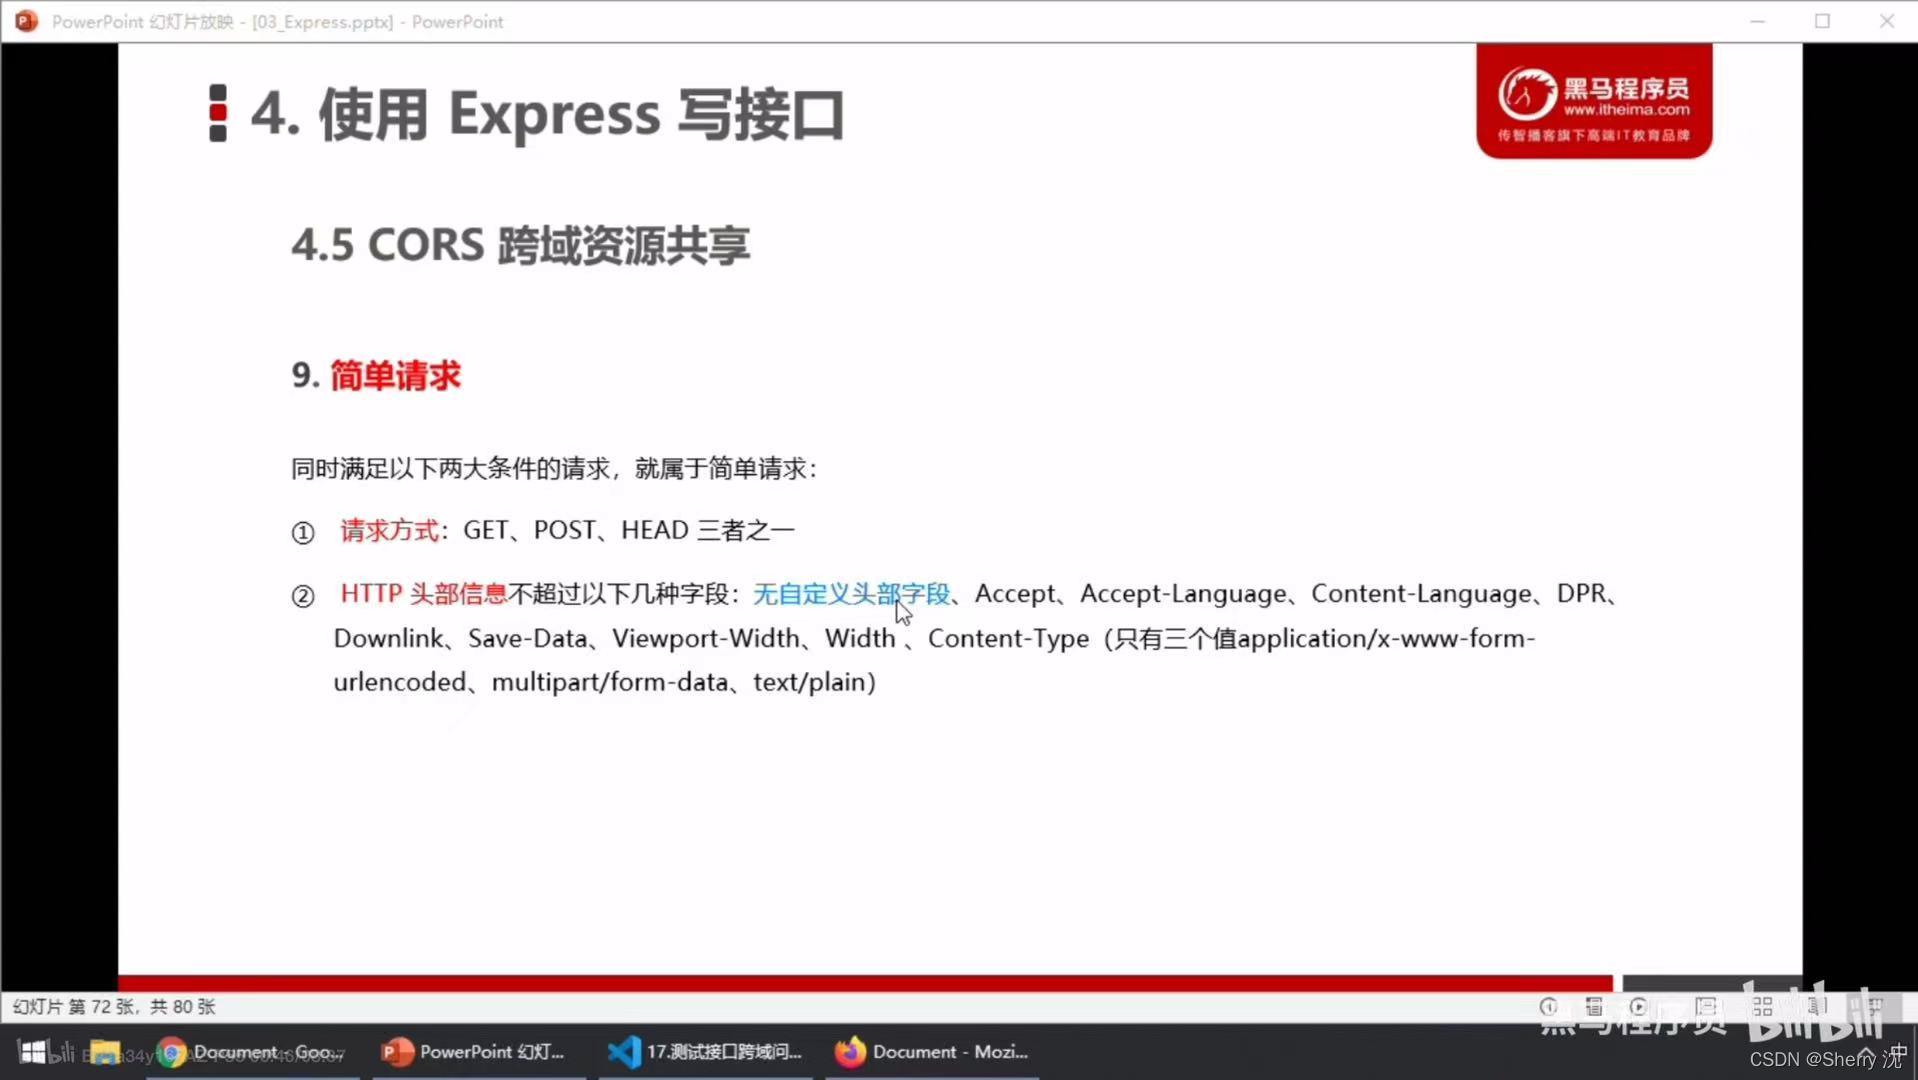 PowerPoint 幻灯片放映 - [03_Express.pptx] - PowerPoint
4. 使用 Express 写接口
黑马程序员
www.itheima.com
传智播客旗下高端IT教育品牌
4.5 CORS 跨域资源共享
9. 简单请求
同时满足以下两大条件的请求，就属于简单请求：
① 请求方式：GET、POST、HEAD 三者之一
② HTTP 头部信息不超过以下几种字段：无自定义头部字段、Accept、Accept-Language、Content-Language、DPR、
Downlink、Save-Data、Viewport-Width、Width 、Content-Type（只有三个值application/x-www-form-
urlencoded、multipart/form-data、text/plain）
幻灯片 第 72 张，共 80 张
黑马程序员 bilibili
Document - Goo...
PowerPoint 幻灯...
17.测试接口跨域问...
Document - Mozi...
中
CSDN @Sherry 沈